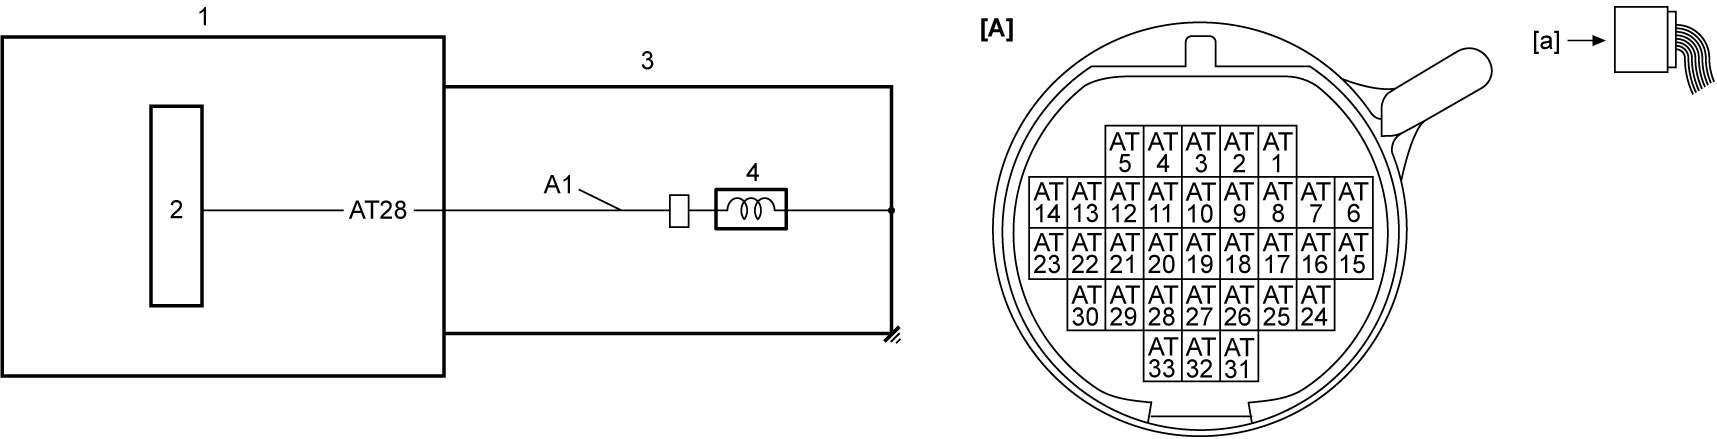 1
3
2
AT28
A1
4
[A]
[a]
AT AT AT AT AT
5 4 3 2 1
AT AT AT AT AT AT AT AT AT
14 13 12 11 10 9 8 7 6
AT AT AT AT AT AT AT AT AT
23 22 21 20 19 18 17 16 15
AT AT AT AT AT AT AT
30 29 28 27 26 25 24
AT AT AT
33 32 31